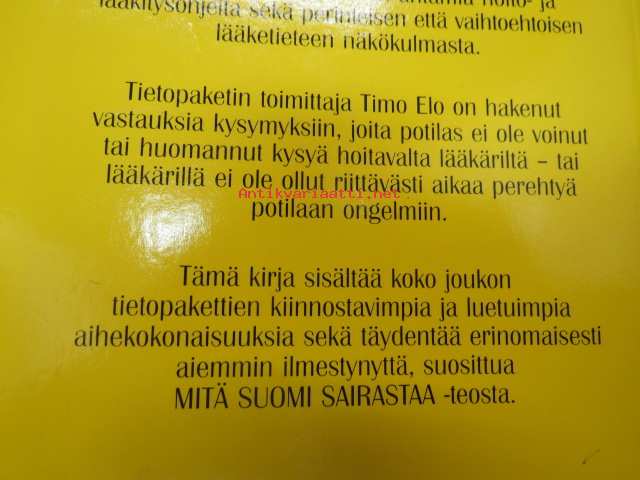 lääkitysohjeita sekä perinteisen että vaihtoehtoisen
lääketieteen näkökulmasta.
Tietopaketin toimittaja Timo Elo on hakenut
vastauksia kysymyksiin, joita potilas ei ole voinut
tai huomannut kysyä hoitavalta lääkäriltä – tai
lääkärillä ei ole ollut riittävästi aikaa perehtyä
Antikvariaatti.net
potilaan ongelmiin.
Tämä kirja sisältää koko joukon
tietopakettien kiinnostavimpia ja luetuimpia
aihekokonaisuuksia sekä täydentää erinomaisesti
aiemmin ilmestynyttä, suosittua
MITÄ SUOMI SAIRASTAA -teosta.